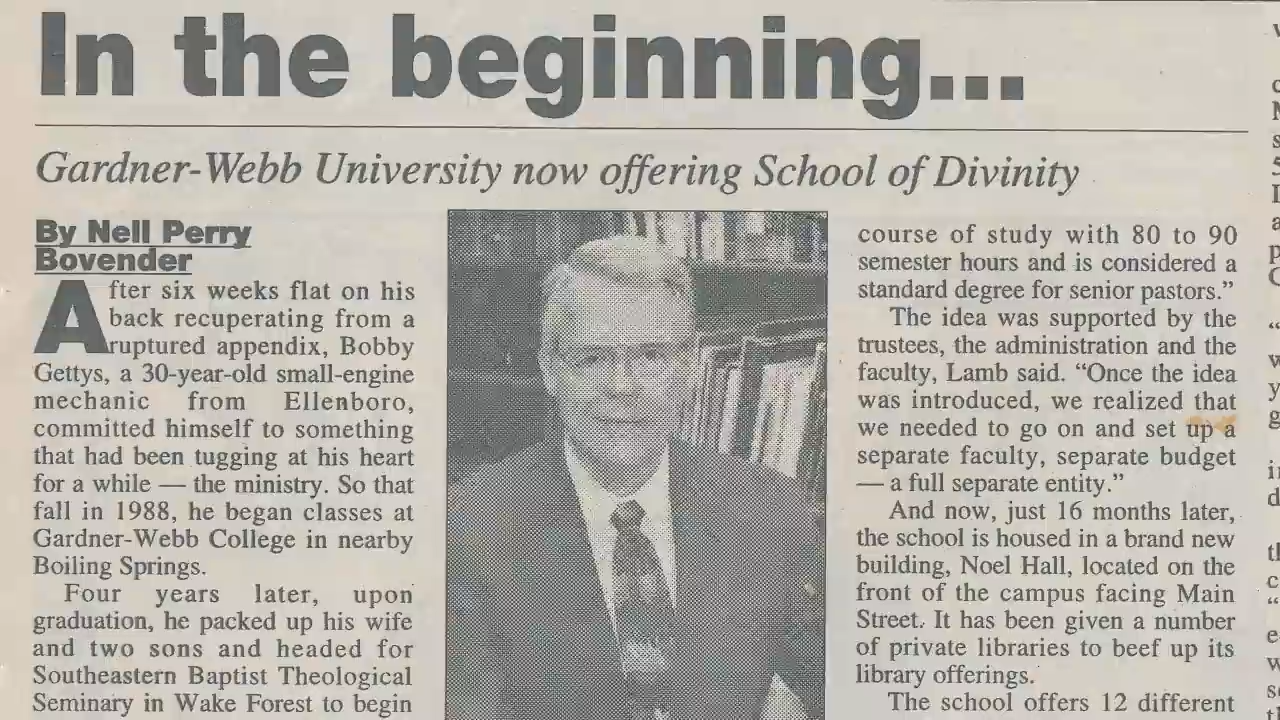 In the beginning...
Gardner-Webb University now offering School of Divinity
By Nell Perry
Bovender
After six weeks flat on his
back recuperating from a
ruptured appendix, Bobby
Gettys, a 30-year-old small-engine
mechanic from Ellenboro,
committed himself to something
that had been tugging at his heart
for a while — the ministry. So that
fall in 1988, he began classes at
Gardner-Webb College in nearby
Boiling Springs.
Four years later, upon
graduation, he packed up his wife
and two sons and headed for
Southeastern Baptist Theological
Seminary in Wake Forest to begin
course of study with 80 to 90
semester hours and is considered a
standard degree for senior pastors.”
The idea was supported by the
trustees, the administration and the
faculty, Lamb said. “Once the idea
was introduced, we realized that
we needed to go on and set up a
separate faculty, separate budget
— a full separate entity.”
And now, just 16 months later,
the school is housed in a brand new
building, Noel Hall, located on the
front of the campus facing Main
Street. It has been given a number
of private libraries to beef up its
library offerings.
The school offers 12 different